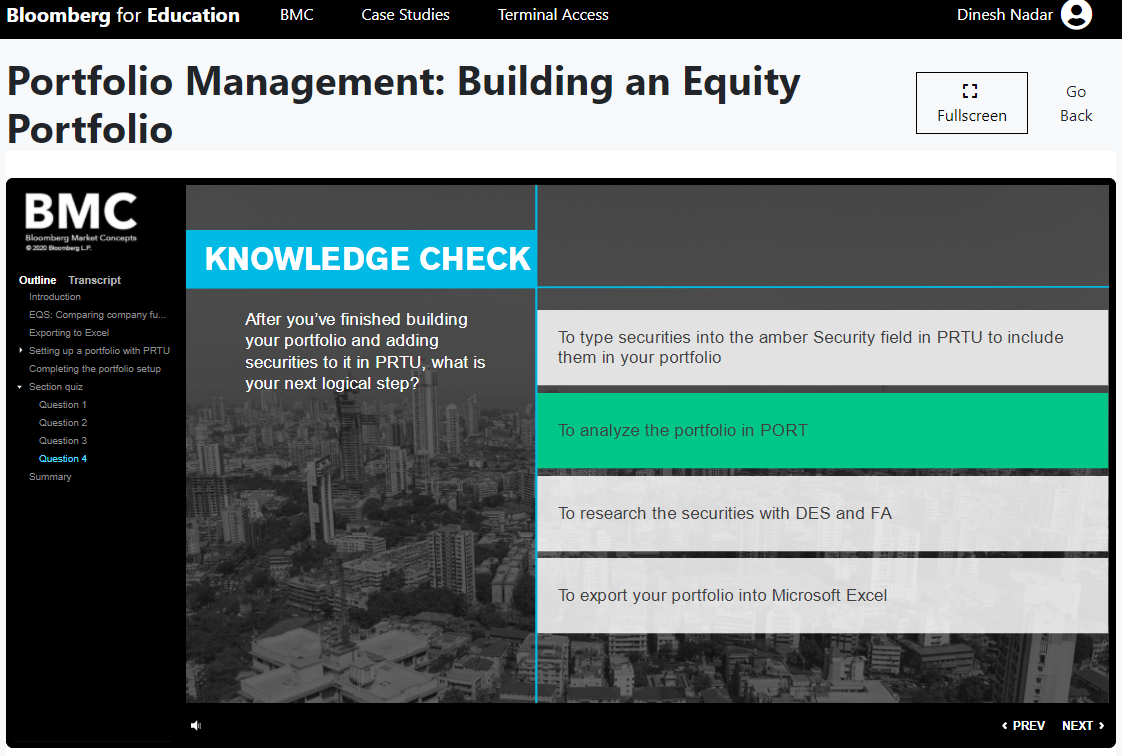 Bloomberg for Education BMC Case Studies Terminal Access Dinesh Nadar
Portfolio Management: Building an Equity
Portfolio
Fullscreen
Go
Back
BMC
Bloomberg Market Concepts
© 2020 Bloomberg L.P.
Outline Transcript
Introduction
EQS: Comparing company fu...
Exporting to Excel
Setting up a portfolio with PRTU
Completing the portfolio setup
Section quiz
Question 1
Question 2
Question 3
Question 4
Summary
KNOWLEDGE CHECK
After you’ve finished building
your portfolio and adding
securities to it in PRTU, what is
your next logical step?
To type securities into the amber Security field in PRTU to include
them in your portfolio
To analyze the portfolio in PORT
To research the securities with DES and FA
To export your portfolio into Microsoft Excel
PREV NEXT